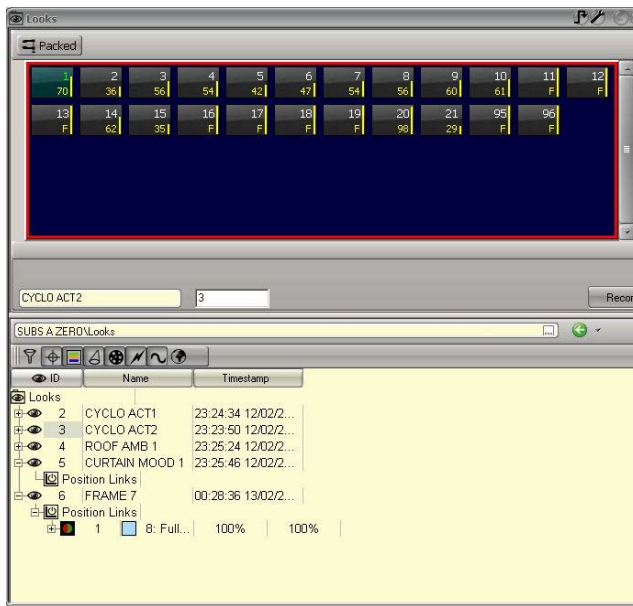 Looks
Packed
1 2 3 4 5 6 7 8 9 10 11 12
70 36 56 54 42 47 54 56 60 61 F F
13 14 15 16 17 18 19 20 21 95 96
F 62 35 F F F F 98 29 F F
CYCLO ACT2 3 Recor
SUBS A ZERO\Looks ...
ID Name Timestamp
Looks
2 CYCLO ACT1 23:24:34 12/02/2...
3 CYCLO ACT2 23:23:50 12/02/2...
4 ROOF AMB 1 23:25:24 12/02/2...
5 CURTAIN MOOD 1 23:25:46 12/02/2...
Position Links
6 FRAME 7 00:28:36 13/02/2...
Position Links
1 8: Full... 100% 100%